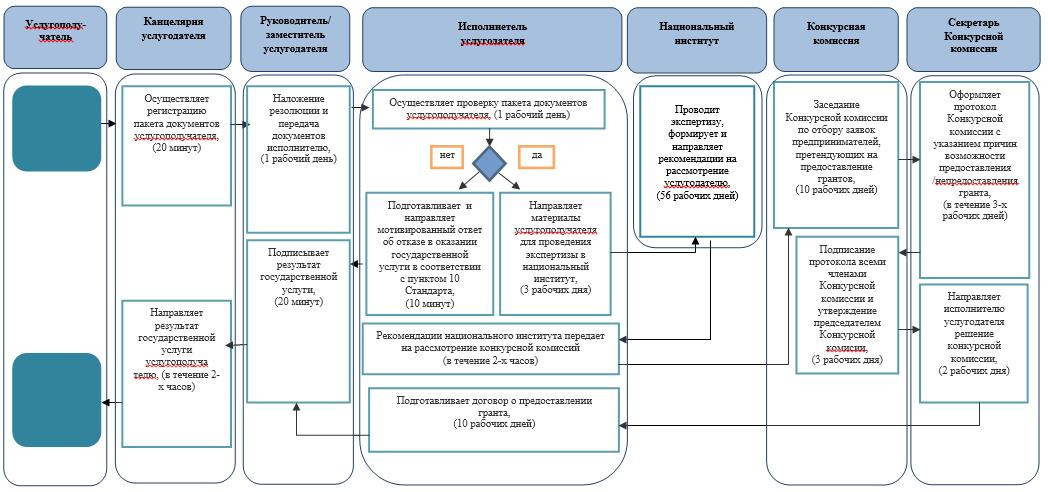 Услугополу-
чатель
Канцелярия
услугодателя
Руководитель/
заместитель
услугодателя
Исполнетель
услугодателя
Национальный
институт
Конкурсная
комиссия
Секретарь
Конкурсной
комиссии
Осуществляет
регистрацию
пакета документов
услугополучателя,
(20 минут)
Наложение
резолюции и
передача
документов
исполнителю,
(1 рабочий день)
Осуществляет проверку пакета документов
услугополучателя, (1 рабочий день)
нет
да
Подготавливает и
направляет
мотивированный ответ
об отказе в оказании
государственной
услуги в соответствии
с пунктом 10
Стандарта,
(10 минут)
Направляет
материалы
услугополучателя
для проведения
экспертизы в
национальный
институт,
(3 рабочих дня)
Проводит
экспертизу,
формирует и
направляет
рекомендации на
рассмотрение
услугодателю,
(56 рабочих дней)
Заседание
Конкурсной комиссии
по отбору заявок
предпринимателей,
претендующих на
предоставление
грантов,
(10 рабочих дней)
Оформляет
протокол
Конкурсной
комиссии с
указанием причин
возможности
предоставления
/непредоставления
гранта,
(в течение 3-х
рабочих дней)
Подписывает
результат
государственной
услуги,
(20 минут)
Подписание
протокола всеми
членами
Конкурсной
комиссии и
утверждение
председателем
Конкурсной
комисии,
(3 рабочих дня)
Направляет
результат
государственной
услуги
услугополуча
телю, (в течение 2-
х часов)
Рекомендации национального института передает
на рассмотрение конкурсной комиссий
(в течение 2-х часов)
Направляет
исполнителю
услугодателя
решение
конкурсной
комиссии,
(2 рабочих дня)
Подготавливает договор о предоставлении
гранта,
(10 рабочих дней)